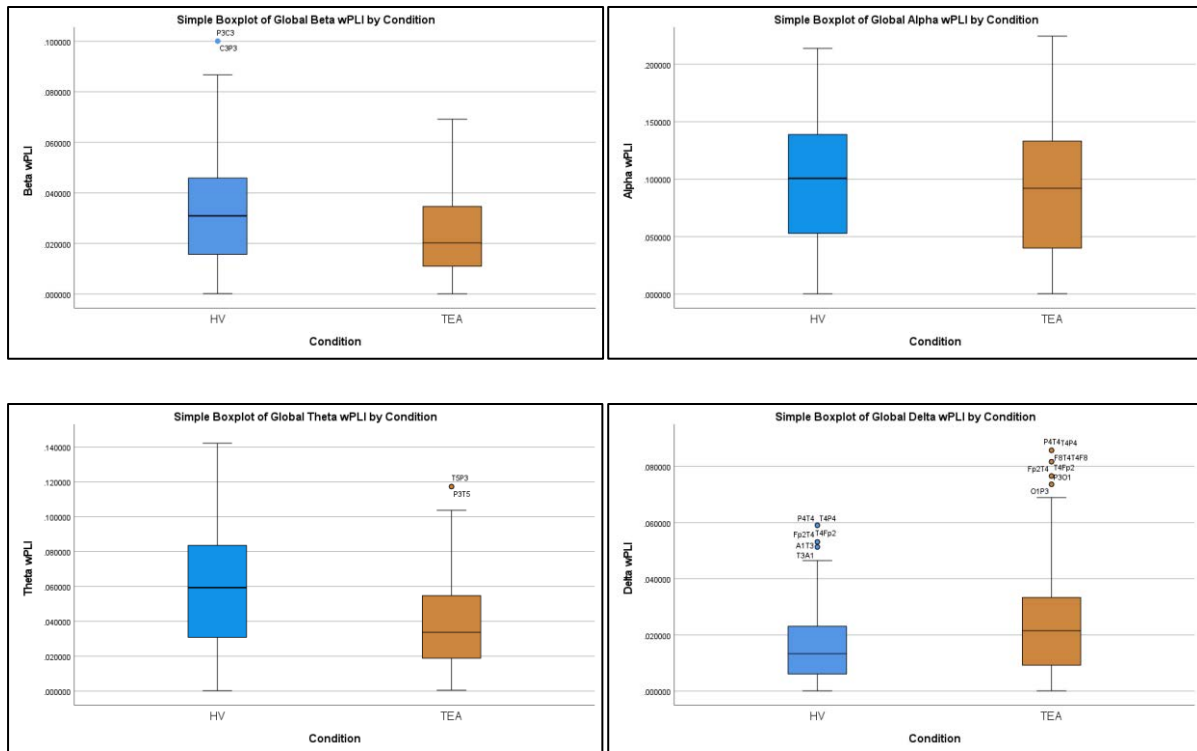 Simple Boxplot of Global Beta wPLI by Condition
.100000
.080000
.060000
.040000
.020000
.000000
Beta wPLI
P3C3
C3P3
HV
TEA
Condition
Simple Boxplot of Global Alpha wPLI by Condition
.200000
.150000
.100000
.050000
.000000
Alpha wPLI
HV
TEA
Condition
Simple Boxplot of Global Theta wPLI by Condition
.140000
.120000
.100000
.080000
.060000
.040000
.020000
.000000
Theta wPLI
T5P3
P3T5
HV
TEA
Condition
Simple Boxplot of Global Delta wPLI by Condition
.080000
.060000
.040000
.020000
.000000
Delta wPLI
P4T4 T4P4
Fp2T4 T4Fp2
A1T3
T3A1
P4T4 T4P4
F8T4 T4F8
Fp2T4 T4Fp2
P3O1
O1P3
HV
TEA
Condition